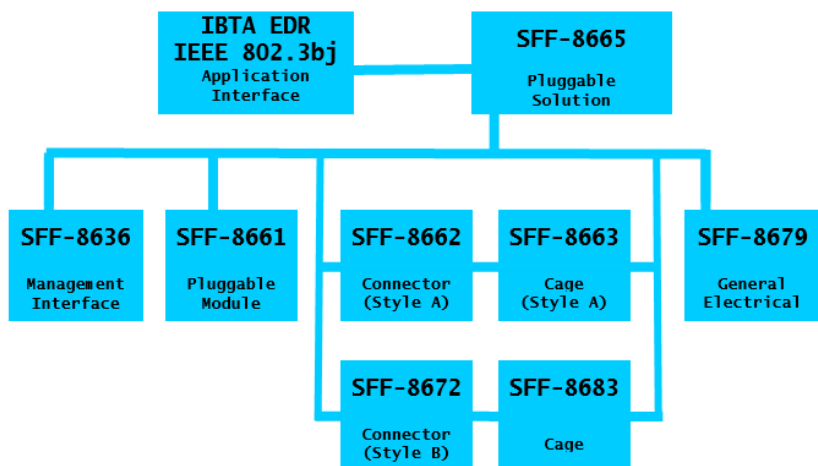 IBTA EDR
IEEE 802.3bj
Application
Interface
SFF-8665
Pluggable
Solution
SFF-8636
Management
Interface
SFF-8661
Pluggable
Module
SFF-8662
Connector
(Style A)
SFF-8663
Cage
(Style A)
SFF-8679
General
Electrical
SFF-8672
Connector
(Style B)
SFF-8683
Cage